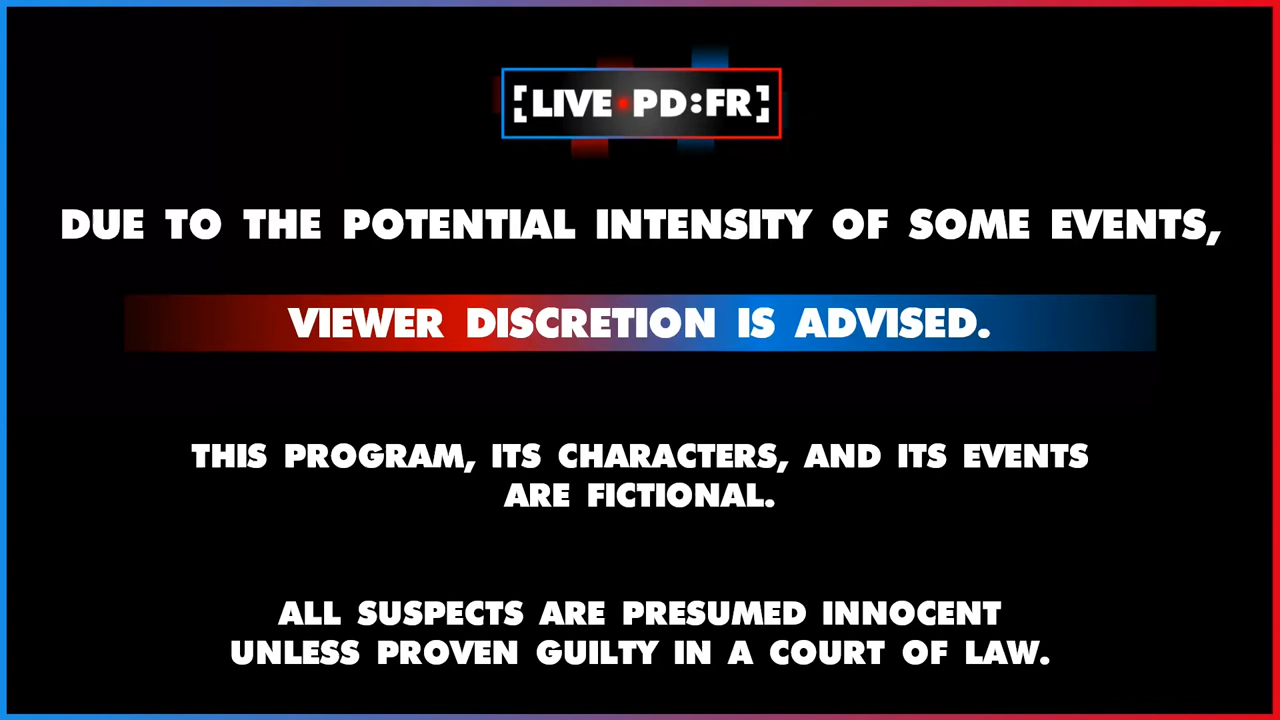 [LIVE•PD:FR]
DUE TO THE POTENTIAL INTENSITY OF SOME EVENTS,
VIEWER DISCRETION IS ADVISED.
THIS PROGRAM, ITS CHARACTERS, AND ITS EVENTS
ARE FICTIONAL.
ALL SUSPECTS ARE PRESUMED INNOCENT
UNLESS PROVEN GUILTY IN A COURT OF LAW.